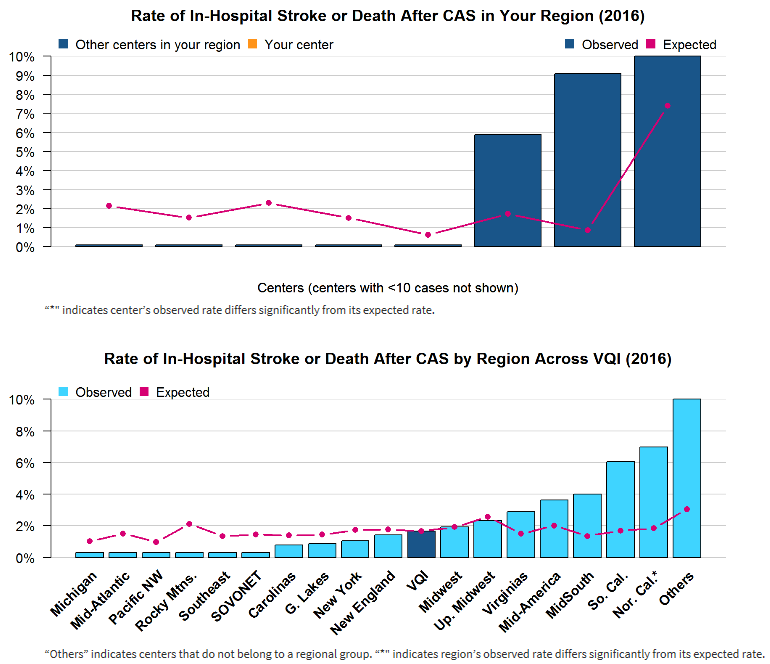 Rate of In-Hospital Stroke or Death After CAS in Your Region (2016)
Other centers in your region Your center Observed Expected
10%
9%
8%
7%
6%
5%
4%
3%
2%
1%
0%
Centers (centers with <10 cases not shown)
“*” indicates center’s observed rate differs significantly from its expected rate.
Rate of In-Hospital Stroke or Death After CAS by Region Across VQI (2016)
Observed Expected
10%
8%
6%
4%
2%
0%
Michigan
Mid-Atlantic
Pacific NW
Rocky Mtns.
Southeast
SOVONET
Carolinas
G. Lakes
New York
New England
VQI
Midwest
Up. Midwest
Virginias
Mid-America
MidSouth
So. Cal.
Nor. Cal.*
Others
“Others” indicates centers that do not belong to a regional group. “*” indicates region’s observed rate differs significantly from its expected rate.